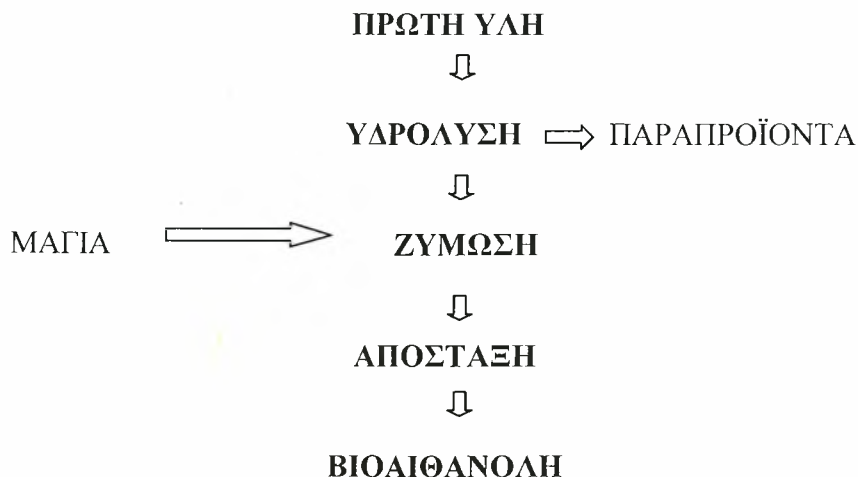 ΠΡΩΤΗ ΥΛΗ
ΥΔΡΟΛΥΣΗ ΠΑΡΑΠΡΟΪΟΝΤΑ
ΜΑΓΙΑ ΖΥΜΩΣΗ
ΑΠΟΣΤΑΞΗ
ΒΙΟΑΙΘΑΝΟΛΗ